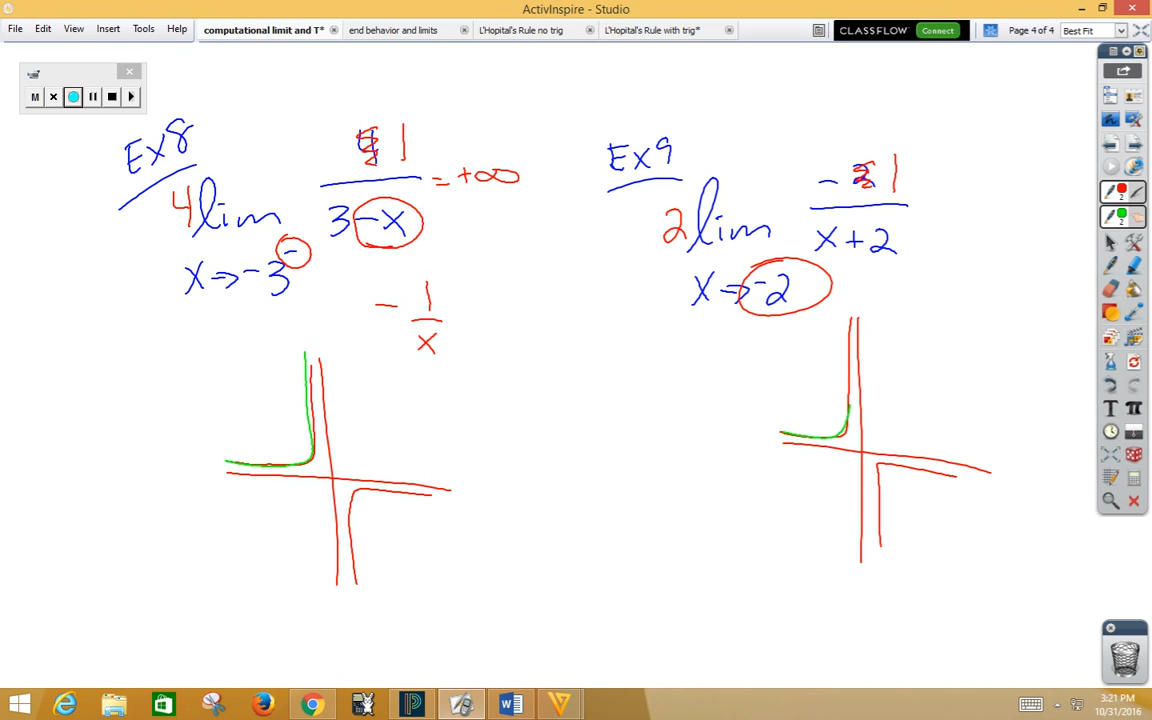 ActivInspire - Studio
File Edit View Insert Tools Help
computational limit and T* end behavior and limits L'Hopital's Rule no trig L'Hopital's Rule with trig*
CLASSFLOW Connect
Page 4 of 4 Best Fit
M
Ex 8
1
4 lim ― = +∞
3 - x
x => -3⁻
- 1
x
Ex 9
- 1
2 lim ―
x + 2
x => -2
2
2
3:21 PM
10/31/2016